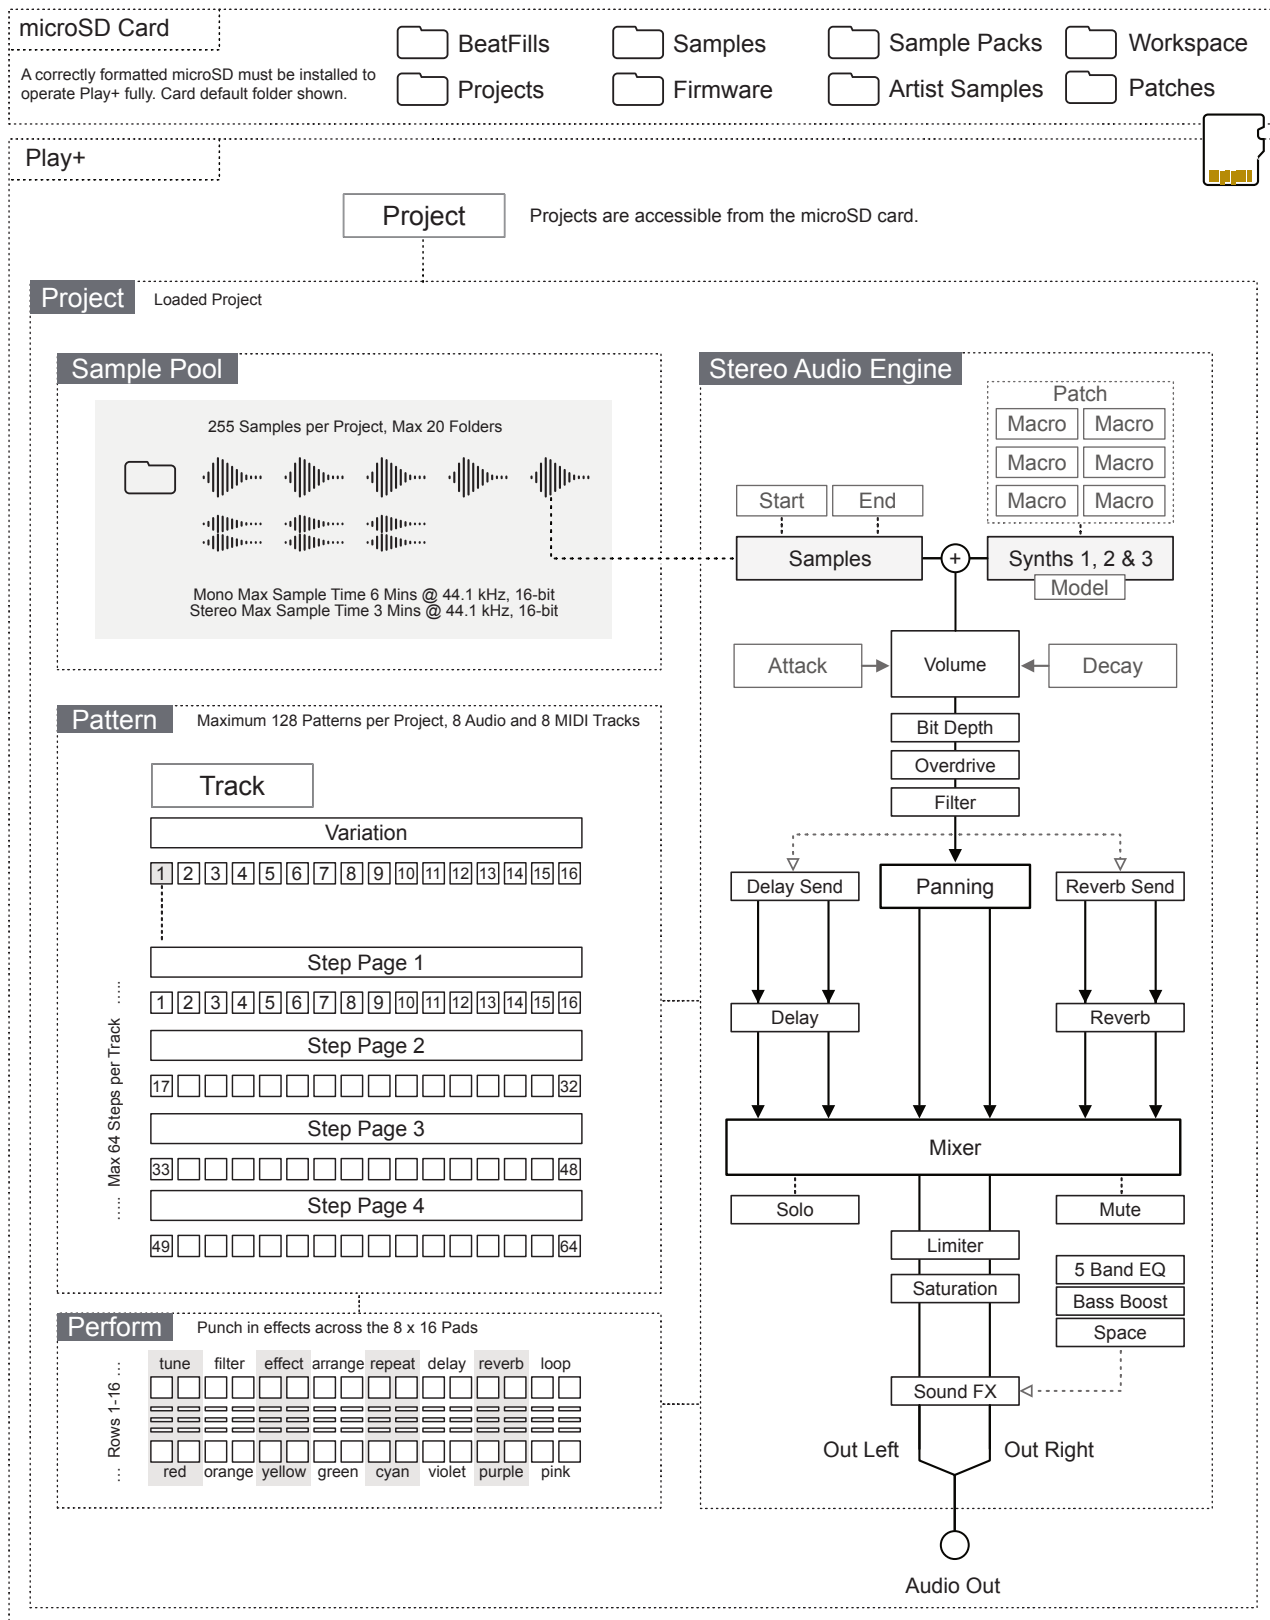 microSD Card
A correctly formatted microSD must be installed to
operate Play+ fully. Card default folder shown.
BeatFills
Samples
Sample Packs
Workspace
Projects
Firmware
Artist Samples
Patches
Play+
Project
Projects are accessible from the microSD card.
Project
Loaded Project
Sample Pool
255 Samples per Project, Max 20 Folders
Mono Max Sample Time 6 Mins @ 44.1 kHz, 16-bit
Stereo Max Sample Time 3 Mins @ 44.1 kHz, 16-bit
Pattern
Maximum 128 Patterns per Project, 8 Audio and 8 MIDI Tracks
Track
Variation
1 2 3 4 5 6 7 8 9 10 11 12 13 14 15 16
..... Max 64 Steps per Track .....
Step Page 1
1 2 3 4 5 6 7 8 9 10 11 12 13 14 15 16
Step Page 2
17 32
Step Page 3
33 48
Step Page 4
49 64
Perform
Punch in effects across the 8 x 16 Pads
... Rows 1-16 ...
tune filter effect arrange repeat delay reverb loop
red orange yellow green cyan violet purple pink
Stereo Audio Engine
Patch
Macro Macro
Macro Macro
Macro Macro
Start
End
Samples
+
Synths 1, 2 & 3
Model
Attack
Volume
Decay
Bit Depth
Overdrive
Filter
Delay Send
Panning
Reverb Send
Delay
Reverb
Mixer
Solo
Mute
Limiter
Saturation
5 Band EQ
Bass Boost
Space
Sound FX
Out Left
Out Right
Audio Out